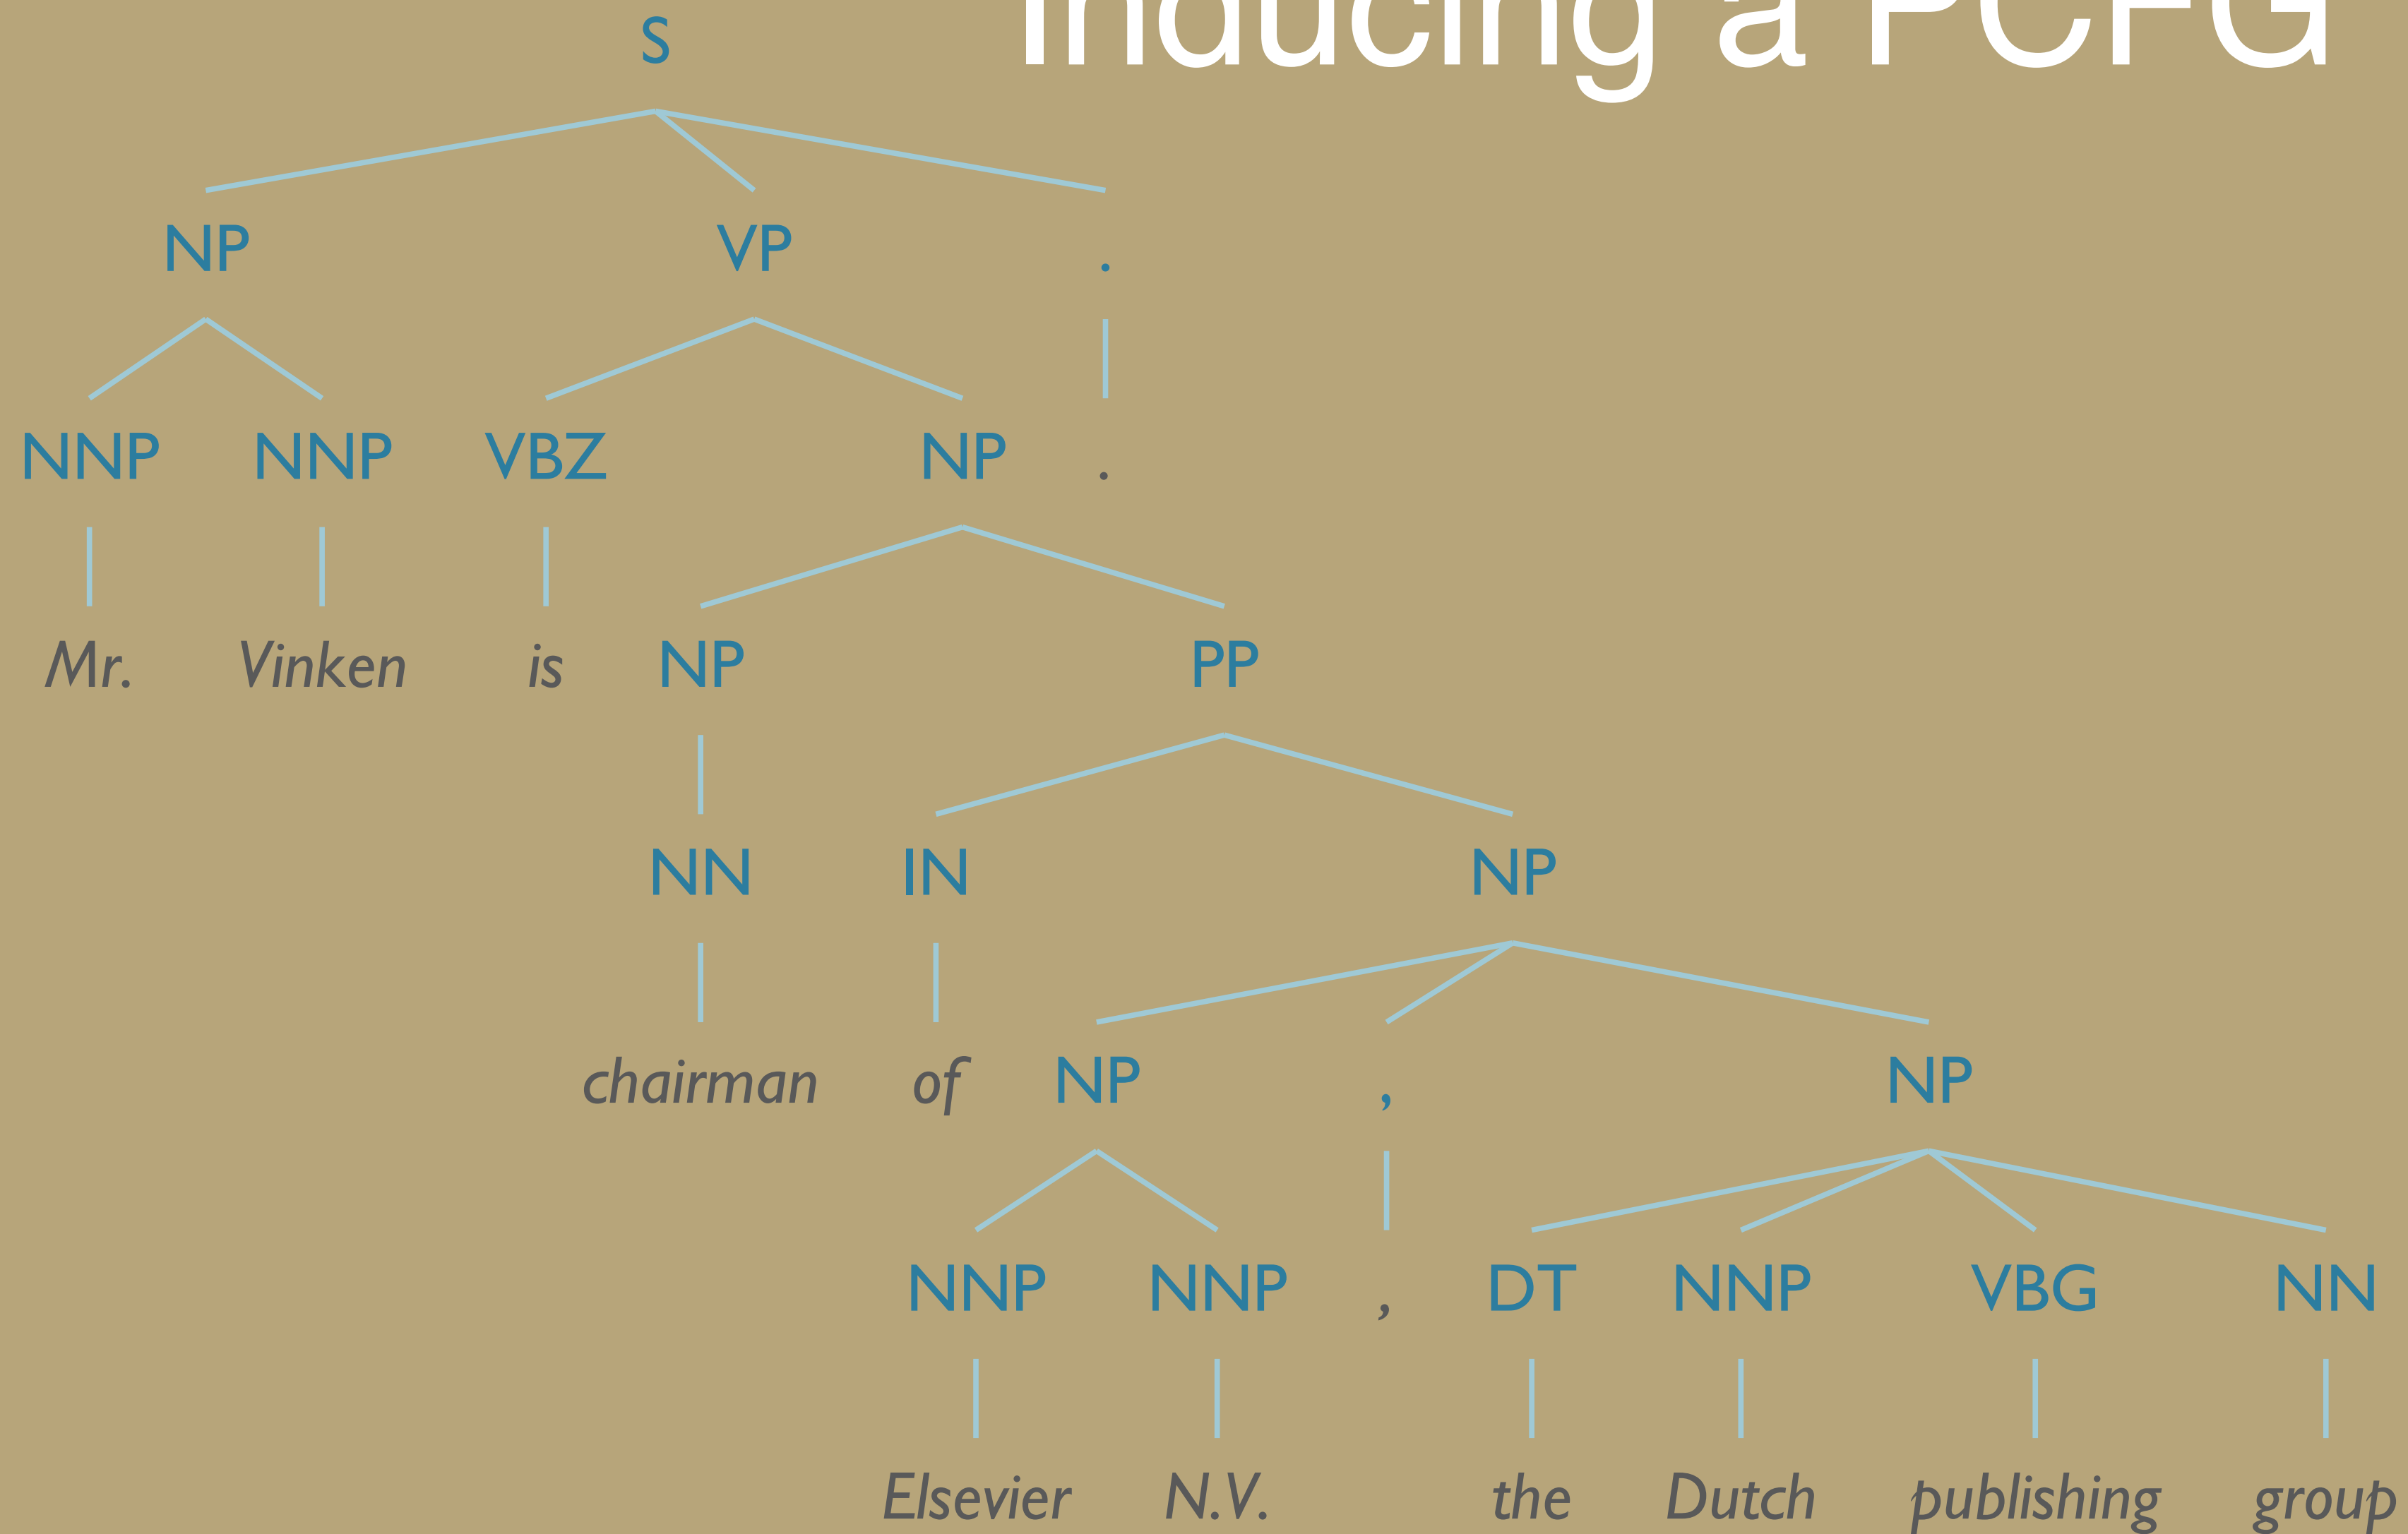 Inducing a PCFG
S
NP VP .
NNP NNP VBZ NP .
Mr. Vinken is NP PP
NN IN NP
chairman of NP , NP
NNP NNP , DT NNP VBG NN
Elsevier N.V. the Dutch publishing group